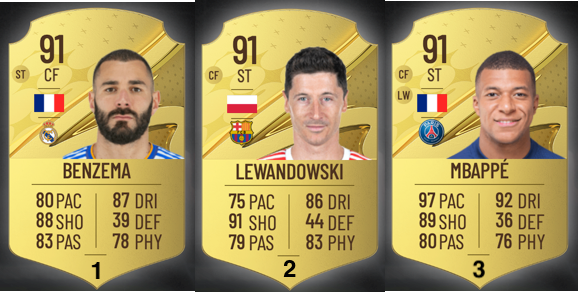 91
ST CF
BENZEMA
80 PAC 87 DRI
88 SHO 39 DEF
83 PAS 78 PHY
1
91
CF ST
LEWANDOWSKI
75 PAC 86 DRI
91 SHO 44 DEF
79 PAS 83 PHY
2
91
CF ST
LW
MBAPPÉ
97 PAC 92 DRI
89 SHO 36 DEF
80 PAS 76 PHY
3